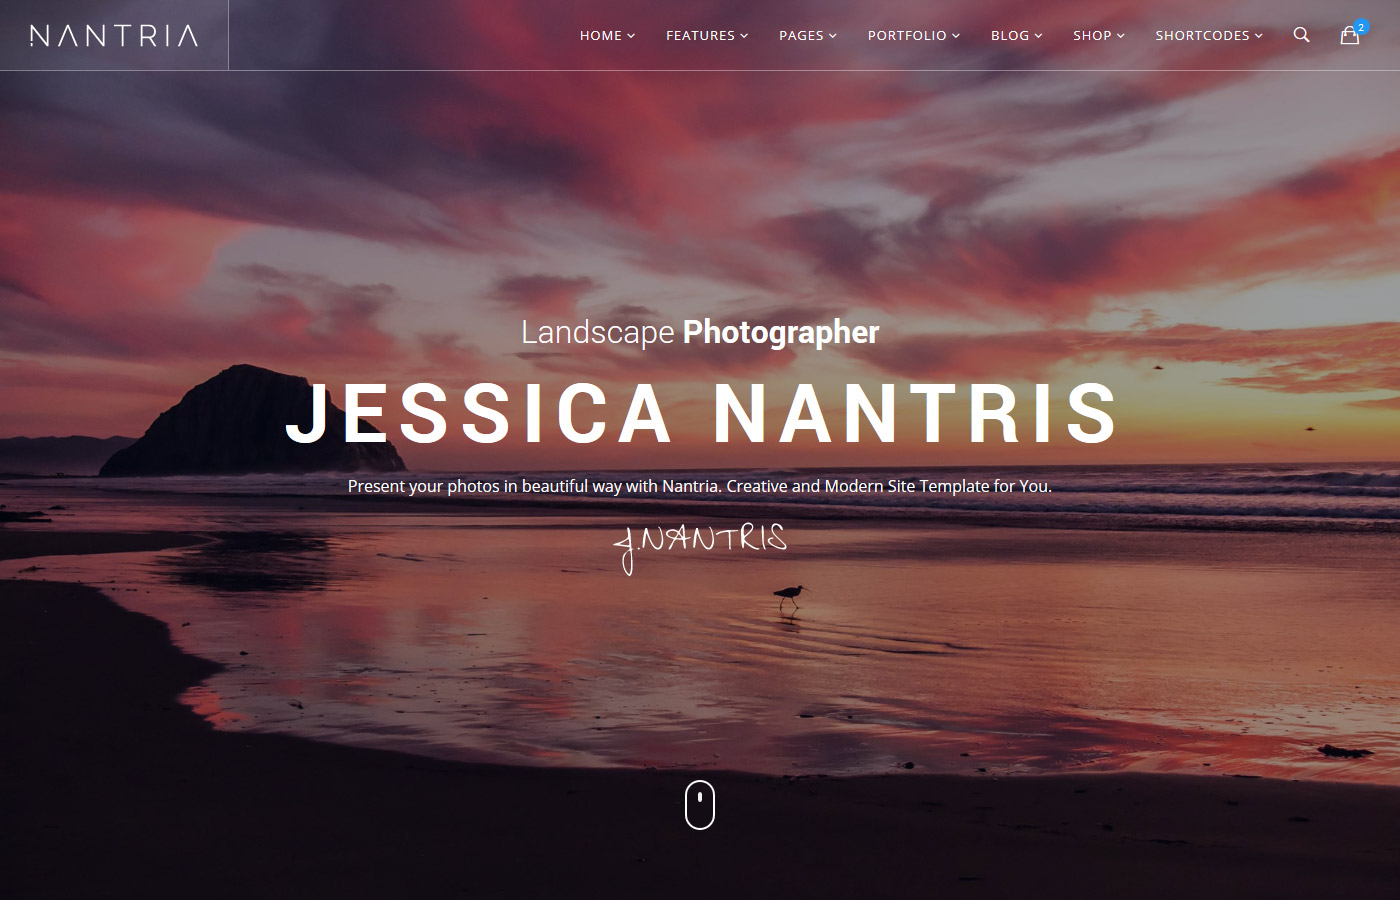 NANTRIA
HOME FEATURES PAGES PORTFOLIO BLOG SHOP SHORTCODES 2
Landscape Photographer
JESSICA NANTRIS
Present your photos in beautiful way with Nantria. Creative and Modern Site Template for You.
J.NANTRIS